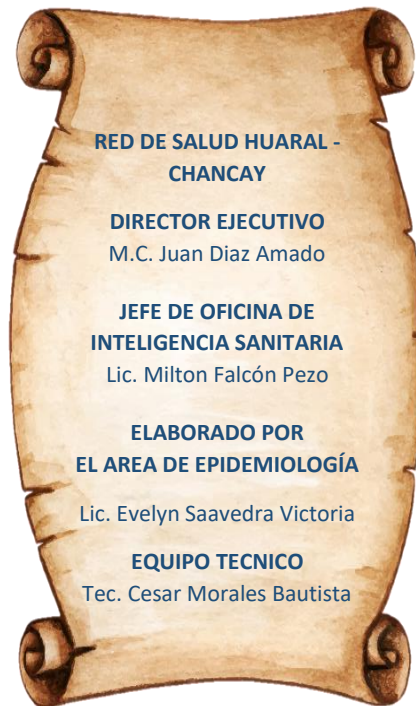 RED DE SALUD HUARAL -
CHANCAY
DIRECTOR EJECUTIVO
M.C. Juan Diaz Amado
JEFE DE OFICINA DE
INTELIGENCIA SANITARIA
Lic. Milton Falcón Pezo
ELABORADO POR
EL AREA DE EPIDEMIOLOGÍA
Lic. Evelyn Saavedra Victoria
EQUIPO TECNICO
Tec. Cesar Morales Bautista